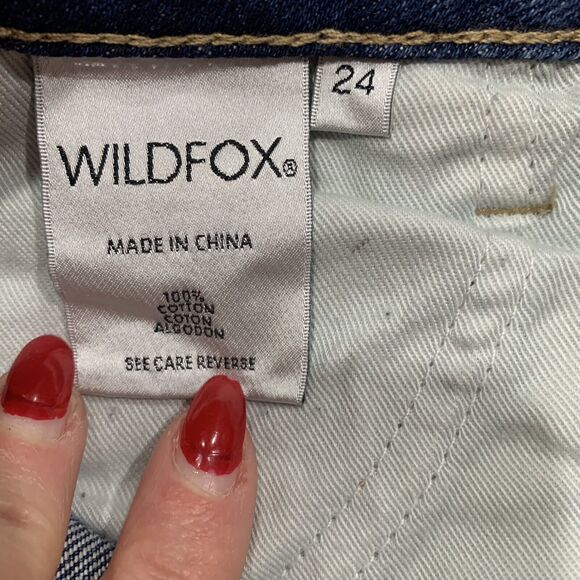 24
WILDFOX®
MADE IN CHINA
100%
COTTON
COTON
ALGODON
SEE CARE REVERSE